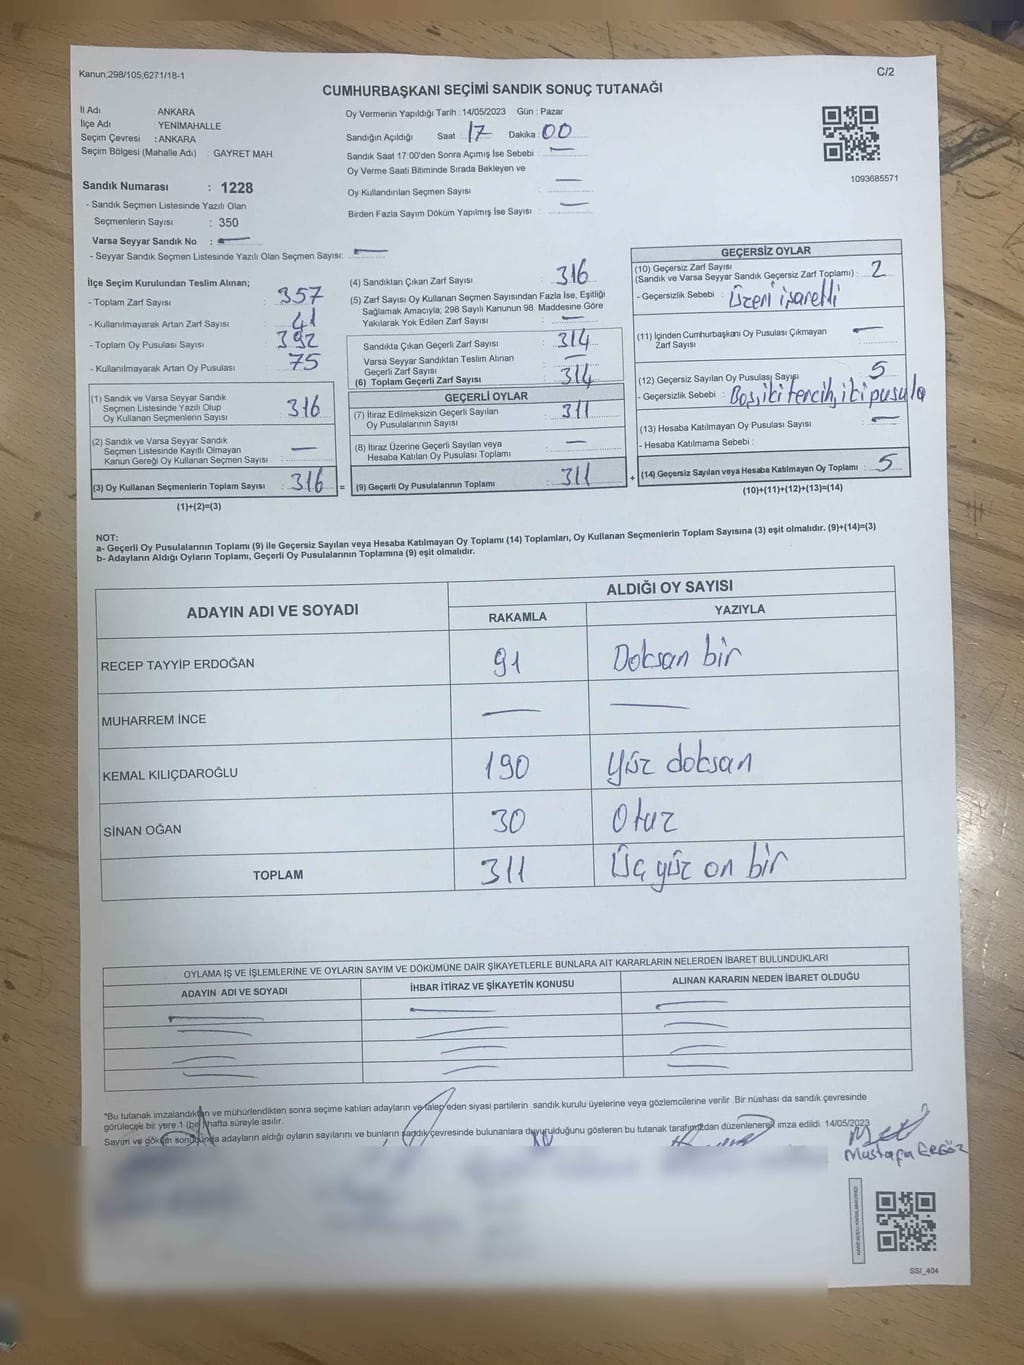 Kanun,298/105,6271/18-1
C/2
CUMHURBAŞKANI SEÇİMİ SANDIK SONUÇ TUTANAĞI
İl Adı : ANKARA
İlçe Adı : YENİMAHALLE
Seçim Çevresi : ANKARA
Seçim Bölgesi (Mahalle Adı) : GAYRET MAH.
Sandık Numarası : 1228
- Sandık Seçmen Listesinde Yazılı Olan
Seçmenlerin Sayısı : 350
Varsa Seyyar Sandık No : —
- Seyyar Sandık Seçmen Listesinde Yazılı Olan Seçmen Sayısı: —
Oy Vermenin Yapıldığı Tarih : 14/05/2023 Gün : Pazar
Sandığın Açıldığı Saat 17 Dakika 00
Sandık Saat 17:00'den Sonra Açımış İse Sebebi : —
Oy Verme Saati Bitiminde Sırada Bekleyen ve
Oy Kullandırılan Seçmen Sayısı : —
Birden Fazla Sayım Döküm Yapılmış İse Sayısı : —
1093685571
İlçe Seçim Kurulundan Teslim Alınan;
- Toplam Zarf Sayısı : 357
- Kullanılmayarak Artan Zarf Sayısı : 41
- Toplam Oy Pusulası Sayısı : 392
- Kullanılmayarak Artan Oy Pusulası : 75
(1) Sandık ve Varsa Seyyar Sandık
Seçmen Listesinde Yazılı Olup
Oy Kullanan Seçmenlerin Sayısı : 316
(2) Sandık ve Varsa Seyyar Sandık
Seçmen Listesinde Kayıtlı Olmayan
Kanun Gereği Oy Kullanan Seçmen Sayısı : —
(3) Oy Kullanan Seçmenlerin Toplam Sayısı : 316 =
(1)+(2)=(3)
(4) Sandıktan Çıkan Zarf Sayısı : 316
(5) Zarf Sayısı Oy Kullanan Seçmen Sayısından Fazla İse, Eşitliği
Sağlamak Amacıyla; 298 Sayılı Kanunun 98. Maddesine Göre
Yakılarak Yok Edilen Zarf Sayısı : —
Sandıkta Çıkan Geçerli Zarf Sayısı : 314
Varsa Seyyar Sandıktan Teslim Alınan
Geçerli Zarf Sayısı : —
(6) Toplam Geçerli Zarf Sayısı : 314
GEÇERLİ OYLAR
(7) İtiraz Edilmeksizin Geçerli Sayılan
Oy Pusulalarının Sayısı : 311
(8) İtiraz Üzerine Geçerli Sayılan veya
Hesaba Katılan Oy Pusulası Toplamı : —
(9) Geçerli Oy Pusulalarının Toplamı : 311 +
GEÇERSİZ OYLAR
(10) Geçersiz Zarf Sayısı
(Sandık ve Varsa Seyyar Sandık Geçersiz Zarf Toplamı) : 2
- Geçersizlik Sebebi : Üzeri işaretli
(11) İçinden Cumhurbaşkanı Oy Pusulası Çıkmayan
Zarf Sayısı : —
(12) Geçersiz Sayılan Oy Pusulası Sayısı : 5
- Geçersizlik Sebebi : Boş, iki tercih, iki pusula
(13) Hesaba Katılmayan Oy Pusulası Sayısı : —
- Hesaba Katılmama Sebebi :
(14) Geçersiz Sayılan veya Hesaba Katılmayan Oy Toplamı : 5
(10)+(11)+(12)+(13)=(14)
NOT:
a- Geçerli Oy Pusulalarının Toplamı (9) ile Geçersiz Sayılan veya Hesaba Katılmayan Oy Toplamı (14) Toplamları, Oy Kullanan Seçmenlerin Toplam Sayısına (3) eşit olmalıdır. (9)+(14)=(3)
b- Adayların Aldığı Oyların Toplamı, Geçerli Oy Pusulalarının Toplamına (9) eşit olmalıdır.
ADAYIN ADI VE SOYADI ALDIĞI OY SAYISI
RAKAMLA YAZIYLA
RECEP TAYYİP ERDOĞAN 91 Doksan bir
MUHARREM İNCE — —
KEMAL KILIÇDAROĞLU 190 Yüz doksan
SİNAN OĞAN 30 Otuz
TOPLAM 311 Üç yüz on bir
OYLAMA İŞ VE İŞLEMLERİNE VE OYLARIN SAYIM VE DÖKÜMÜNE DAİR ŞİKAYETLERLE BUNLARA AİT KARARLARIN NELERDEN İBARET BULUNDUKLARI
ADAYIN ADI VE SOYADI İHBAR İTİRAZ VE ŞİKAYETİN KONUSU ALINAN KARARIN NEDEN İBARET OLDUĞU
*Bu tutanak imzalandıktan ve mühürlendikten sonra seçime katılan adayların ve talep eden siyasi partilerin sandık kurulu üyelerine veya gözlemcilerine verilir .Bir nüshası da sandık çevresinde
görülecek bir yere 1 (bir) hafta süreyle asılır.
Sayım ve döküm sonucunda adayların aldığı oyların sayılarını ve bunların sandık çevresinde bulunanlara duyurulduğunu gösteren bu tutanak tarafımızdan düzenlenerek imza edildi. 14/05/2023
Mustafa ERGÖZ
SSI_404